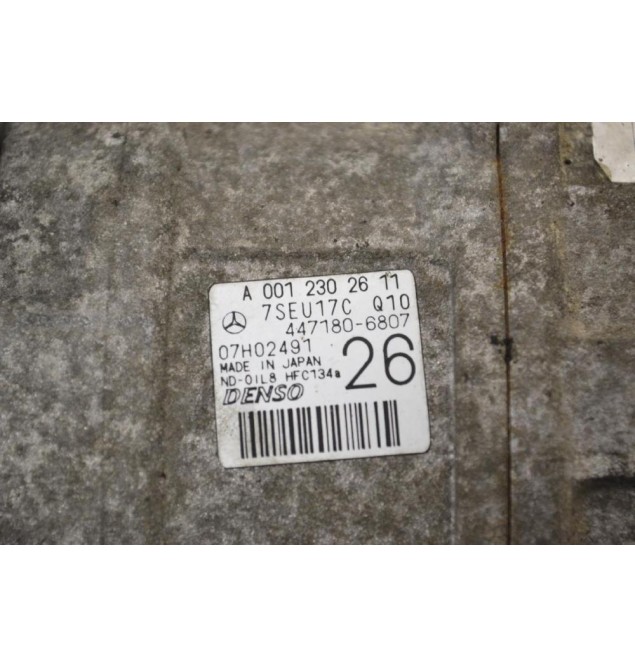 A 001 230 26 11
7SEU17C Q10
447180-6807
07H02491
MADE IN JAPAN
ND-OIL8 HFC134a
26
DENSO